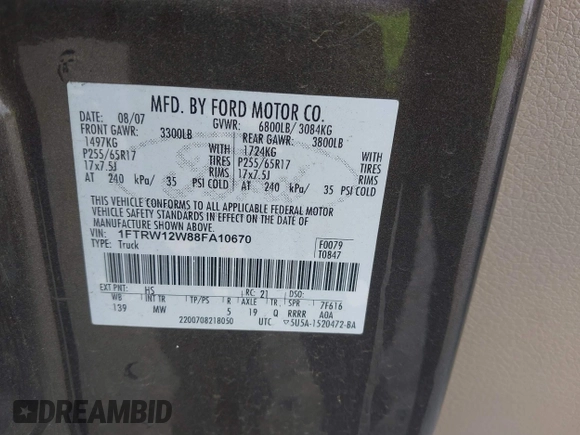 MFD. BY FORD MOTOR CO.
DATE: 08/07 GVWR: 6800LB/ 3084KG
FRONT GAWR: 3300LB REAR GAWR: 3800LB
1497KG 1724KG
P255/65R17 TIRES P255/65R17 TIRES
17x7.5J RIMS 17x7.5J RIMS
AT 240 kPa/ 35 PSI COLD AT 240 kPa/ 35 PSI COLD
THIS VEHICLE CONFORMS TO ALL APPLICABLE FEDERAL MOTOR
VEHICLE SAFETY STANDARDS IN EFFECT ON THE DATE OF
MANUFACTURE SHOWN ABOVE.
VIN: 1FTRW12W88FA10670 F0079
TYPE: Truck T0847
EXT PNT: HS RC: 21 DSO:
WB INT TR TP/PS R AXLE TR SPR 7F616
139 MW 5 19 Q RRRR A0A
2200708218050 UTC 5U5A-1520472-BA
DREAMBID